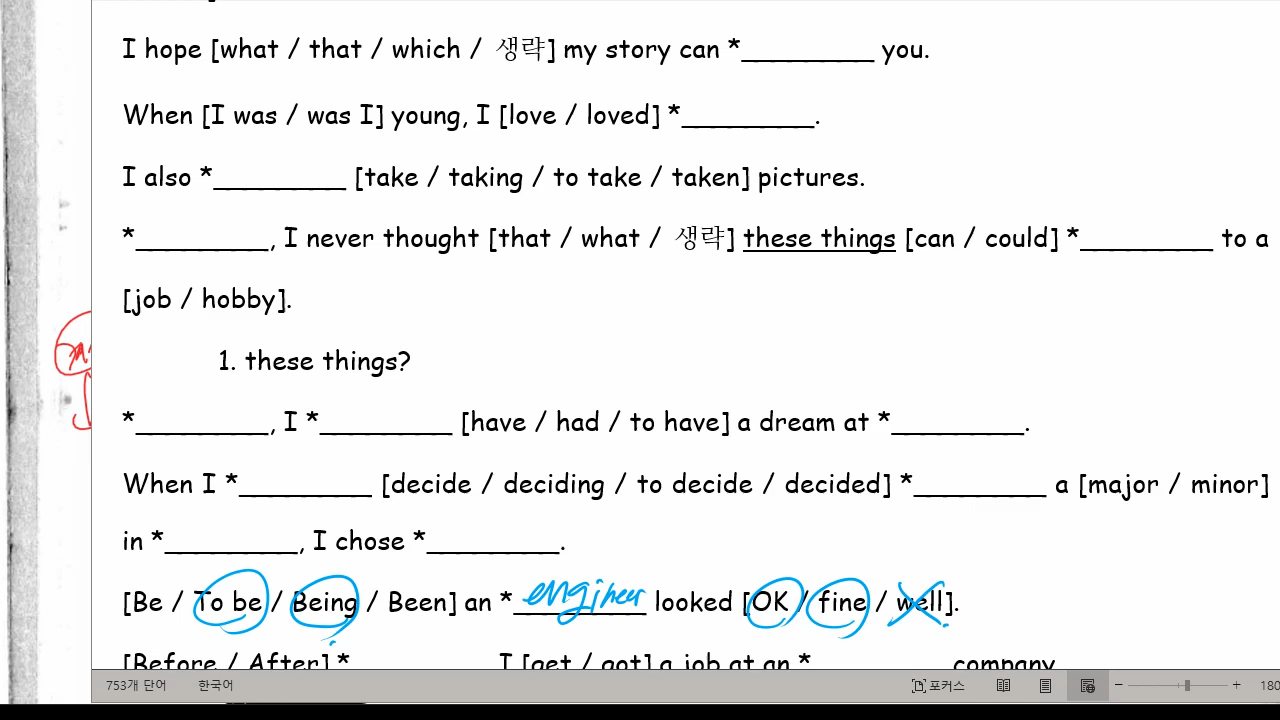 I hope [what / that / which / 생략] my story can *________ you.
When [I was / was I] young, I [love / loved] *________.
I also *________ [take / taking / to take / taken] pictures.
*________, I never thought [that / what / 생략] these things [can / could] *________ to a
[job / hobby].
1. these things?
*________, I *________ [have / had / to have] a dream at *________.
When I *________ [decide / deciding / to decide / decided] *________ a [major / minor]
in *________, I chose *________.
[Be / To be / Being / Been] an *engineer looked [OK / fine / well].
[Before / After] *________ I [get / got] a job at an *________ company
753개 단어 한국어 포커스 180